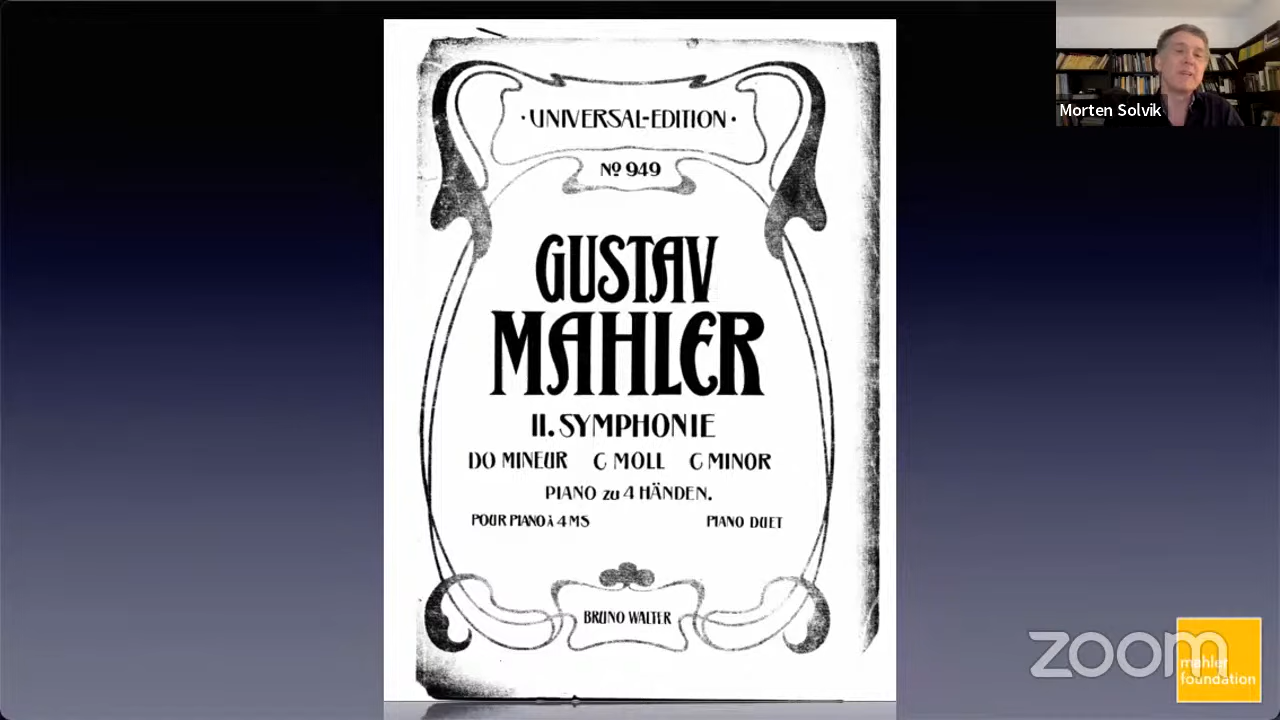 Morten Solvik
· UNIVERSAL-EDITION ·
Nº 949
GUSTAV
MAHLER
II. SYMPHONIE
DO MINEUR C MOLL C MINOR
PIANO zu 4 HÄNDEN.
POUR PIANO À 4 MS PIANO DUET
BRUNO WALTER
zoom
mahler
foundation